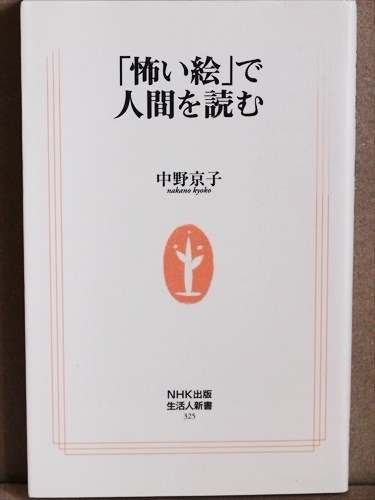 「怖い絵」で
人間を読む
中野京子
nakano kyoko
NHK出版
生活人新書
325